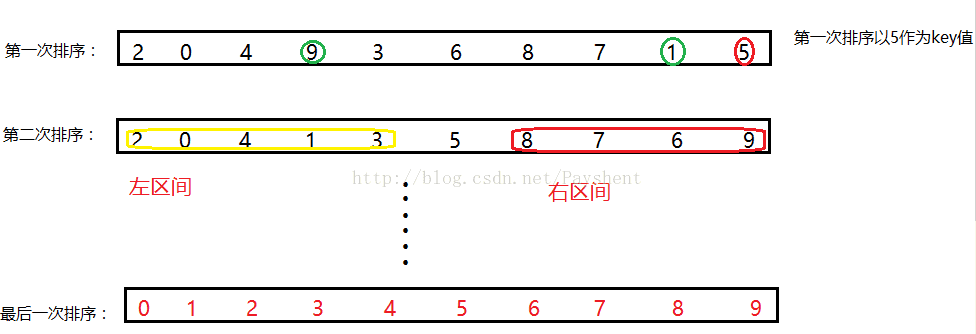 第一次排序： 2 0 4 9 3 6 8 7 1 5 第一次排序以5作为key值
第二次排序： 2 0 4 1 3 5 8 7 6 9
左区间 http://blog.csdn.net/Payshent 右区间
最后一次排序： 0 1 2 3 4 5 6 7 8 9